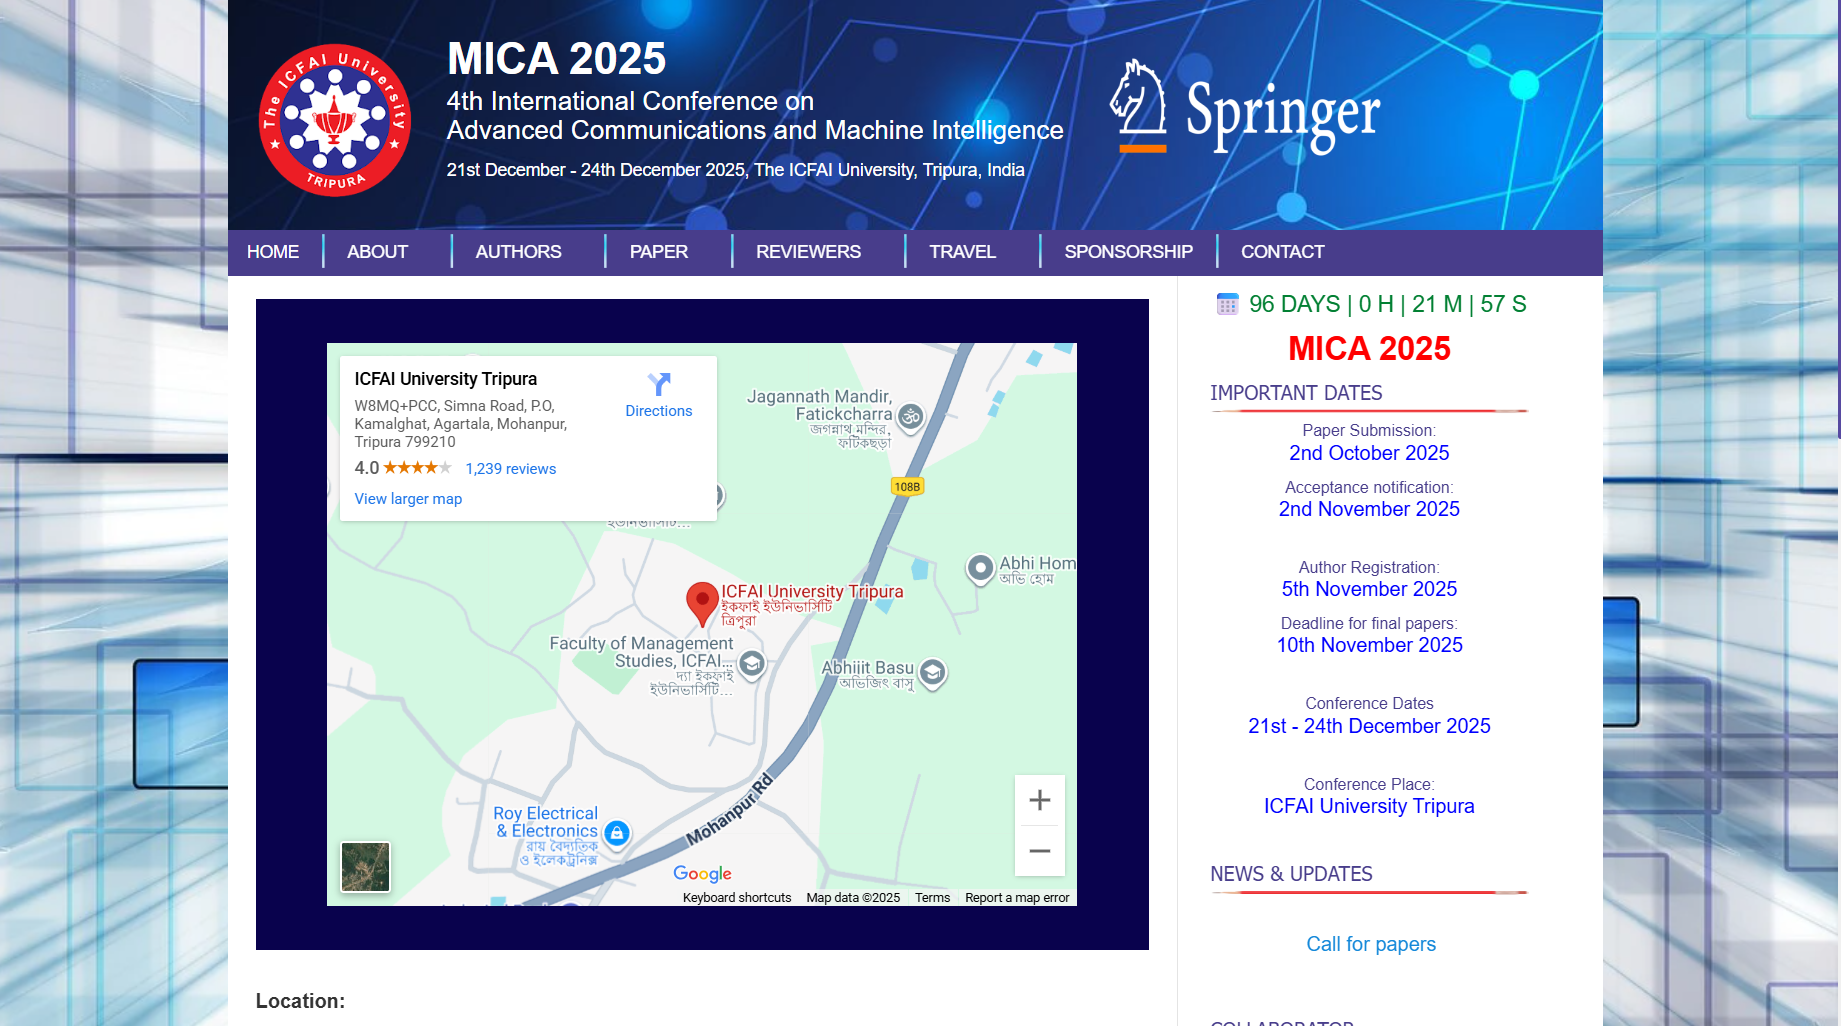 The ICFAI University
TRIPURA
MICA 2025
4th International Conference on
Advanced Communications and Machine Intelligence
21st December - 24th December 2025, The ICFAI University, Tripura, India
Springer
HOME
ABOUT
AUTHORS
PAPER
REVIEWERS
TRAVEL
SPONSORSHIP
CONTACT
ICFAI University Tripura
W8MQ+PCC, Simna Road, P.O,
Kamalghat, Agartala, Mohanpur,
Tripura 799210
4.0
1,239 reviews
View larger map
Directions
Jagannath Mandir,
Fatickcharra
জগন্নাথ মন্দির,
ফটিকছড়া
108B
Abhi Hom
অভি হোম
ICFAI University Tripura
ইকফাই ইউনিভার্সিটি
ত্রিপুরা
Faculty of Management
Studies, ICFAI...
দ্যা ইকফাই
ইউনিভার্সিটি...
Abhijit Basu
অভিজিৎ বাসু
Roy Electrical
& Electronics
রায় বৈদ্যতিক
ও ইলেকট্রনিক্স
Mohanpur Rd
Google
Keyboard shortcuts
Map data ©2025
Terms
Report a map error
Location:
96 DAYS | 0 H | 21 M | 57 S
MICA 2025
IMPORTANT DATES
Paper Submission:
2nd October 2025
Acceptance notification:
2nd November 2025
Author Registration:
5th November 2025
Deadline for final papers:
10th November 2025
Conference Dates
21st - 24th December 2025
Conference Place:
ICFAI University Tripura
NEWS & UPDATES
Call for papers
COLLABORATOR